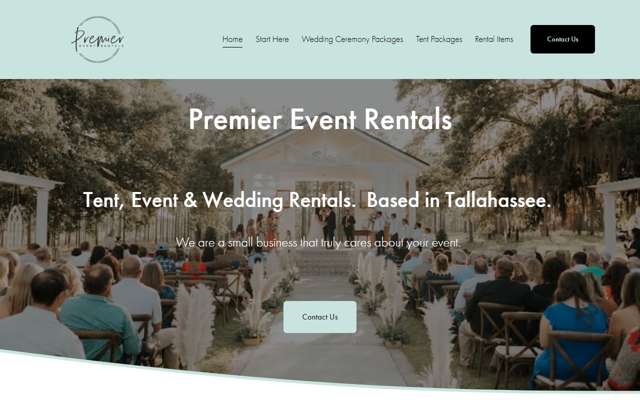 Premier
EVENT RENTALS
Home Start Here Wedding Ceremony Packages Tent Packages Rental Items Contact Us
Premier Event Rentals
Tent, Event & Wedding Rentals. Based in Tallahassee.
We are a small business that truly cares about your event.
Contact Us